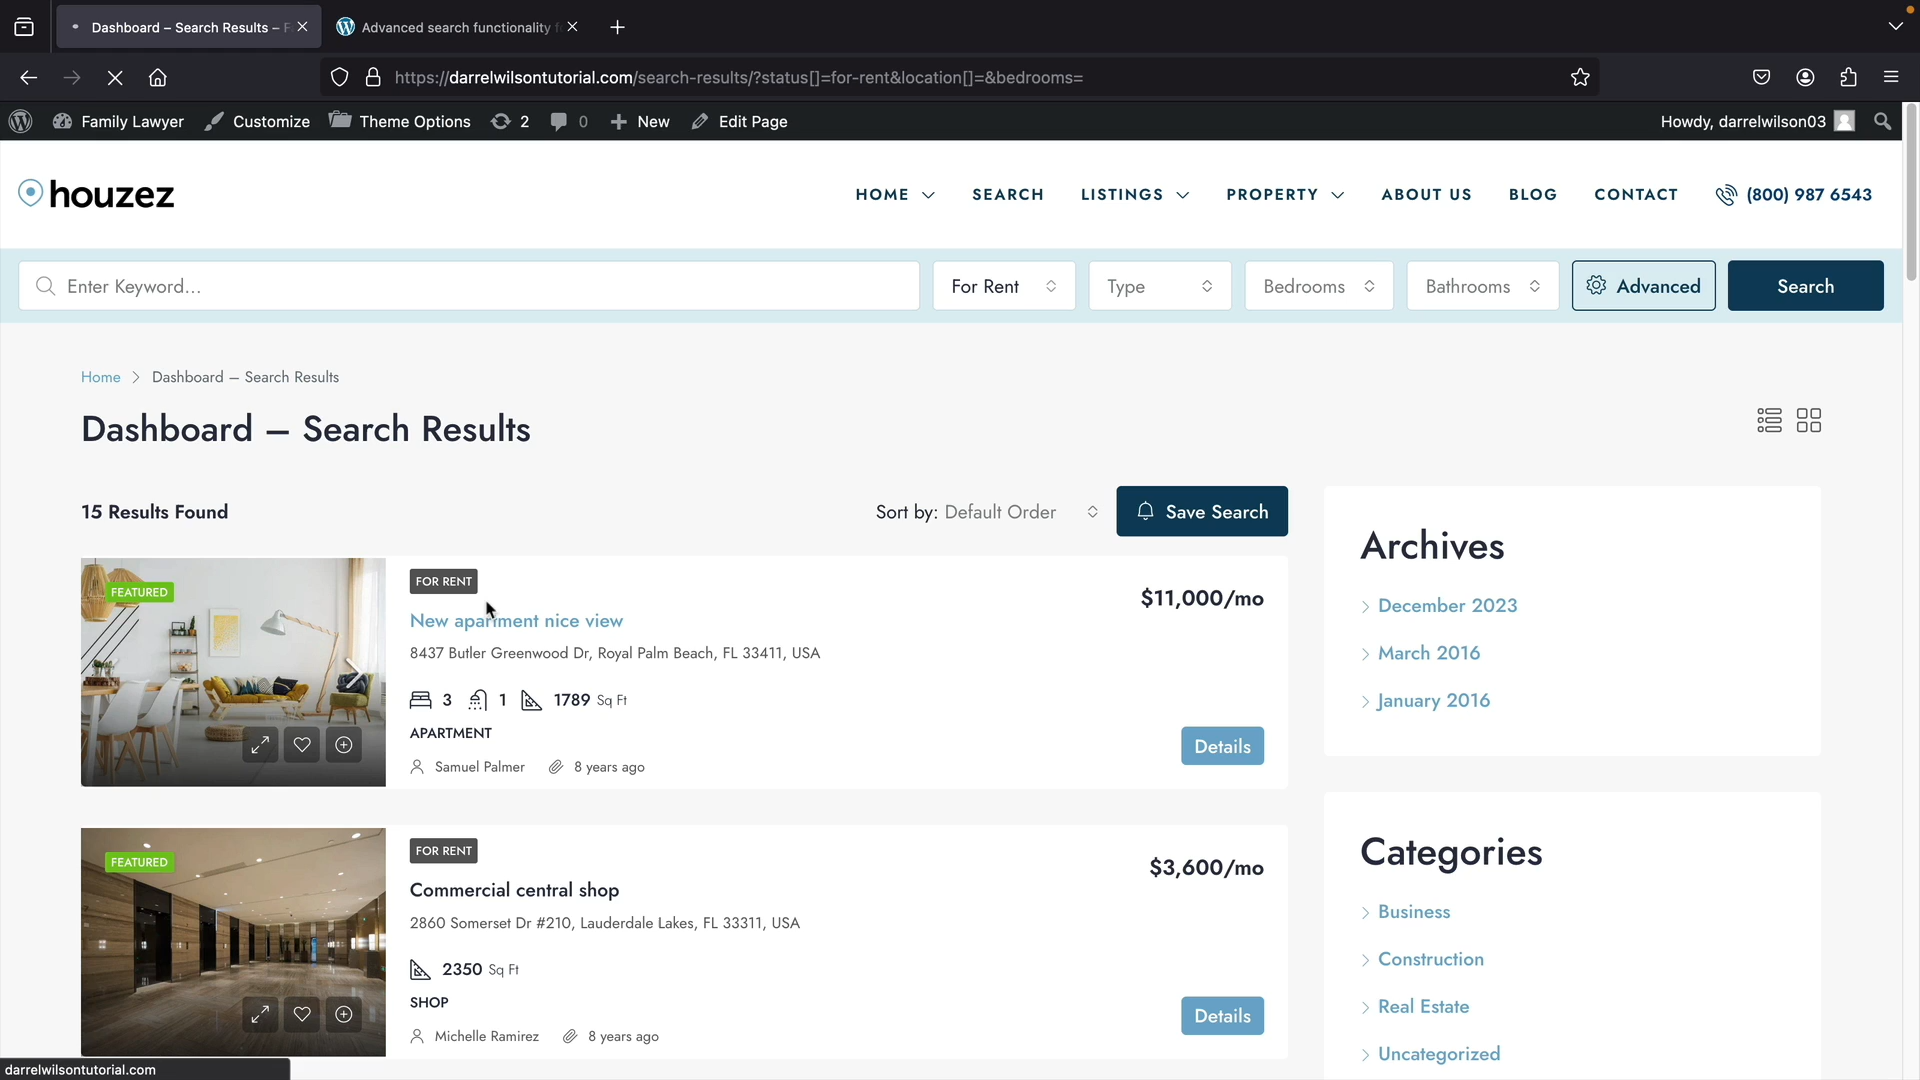 Dashboard – Search Results –
Advanced search functionality
https://darrelwilsontutorial.com/search-results/?status[]=for-rent&location[]=&bedrooms=
Family Lawyer
Customize
Theme Options
2
0
New
Edit Page
Howdy, darrelwilson03
houzez
HOME
SEARCH
LISTINGS
PROPERTY
ABOUT US
BLOG
CONTACT
(800) 987 6543
Enter Keyword...
For Rent
Type
Bedrooms
Bathrooms
Advanced
Search
Home
Dashboard – Search Results
Dashboard – Search Results
15 Results Found
Sort by: Default Order
Save Search
FEATURED
FOR RENT
New apartment nice view
$11,000/mo
8437 Butler Greenwood Dr, Royal Palm Beach, FL 33411, USA
3 1 1789 Sq Ft
APARTMENT
Samuel Palmer 8 years ago
Details
FEATURED
FOR RENT
Commercial central shop
$3,600/mo
2860 Somerset Dr #210, Lauderdale Lakes, FL 33311, USA
2350 Sq Ft
SHOP
Michelle Ramirez 8 years ago
Details
Archives
December 2023
March 2016
January 2016
Categories
Business
Construction
Real Estate
Uncategorized
darrelwilsontutorial.com